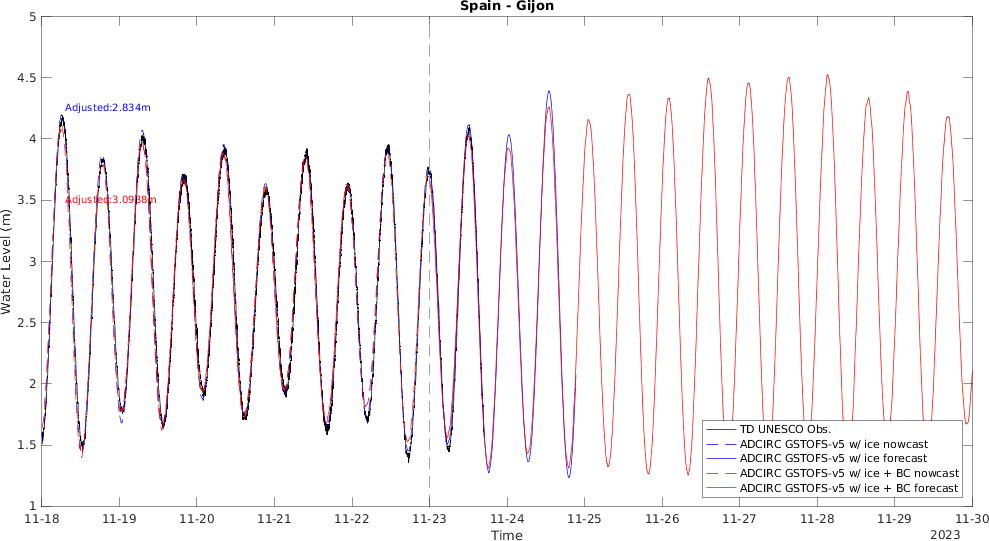 Spain - Gijon
5
4.5
4
3.5
3
2.5
2
1.5
1
Water Level (m)
Adjusted:2.834m
Adjusted:3.0938m
TD UNESCO Obs.
ADCIRC GSTOFS-v5 w/ ice nowcast
ADCIRC GSTOFS-v5 w/ ice forecast
ADCIRC GSTOFS-v5 w/ ice + BC nowcast
ADCIRC GSTOFS-v5 w/ ice + BC forecast
11-18 11-19 11-20 11-21 11-22 11-23 11-24 11-25 11-26 11-27 11-28 11-29 11-30
Time
2023